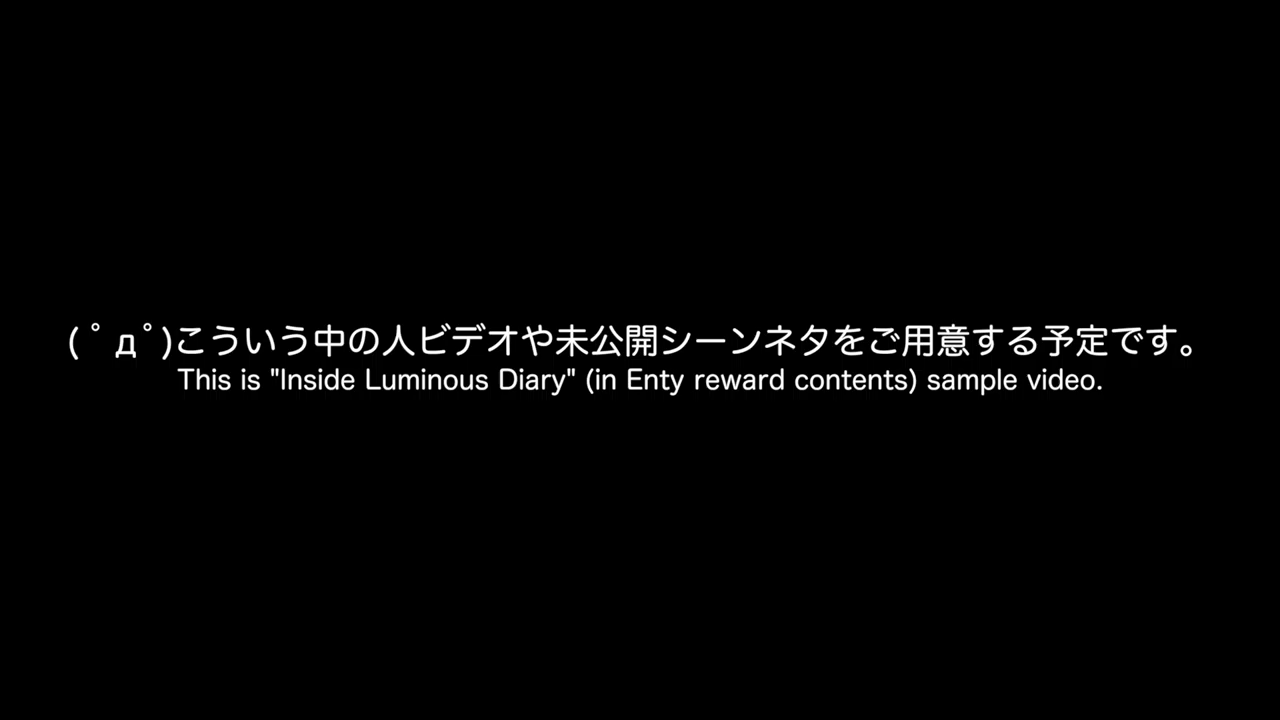 ( ﾟдﾟ)こういう中の人ビデオや未公開シーンネタをご用意する予定です。
This is "Inside Luminous Diary" (in Enty reward contents) sample video.